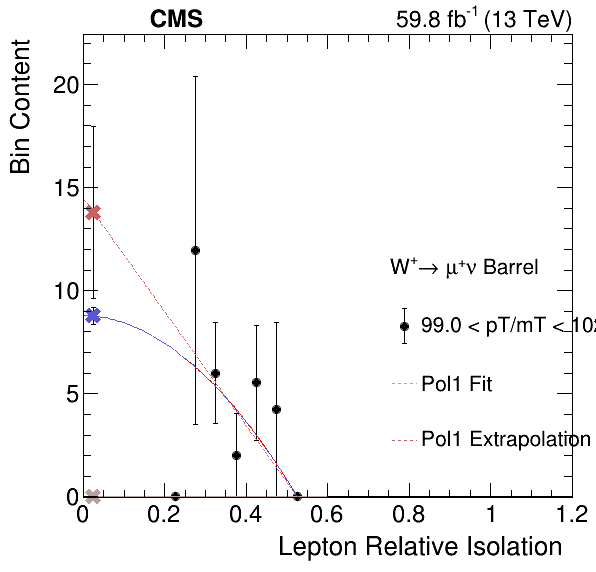 CMS
59.8 fb⁻¹ (13 TeV)
Bin Content
20
15
10
5
0
W⁺→ μ⁺ν Barrel
99.0 < pT/mT < 102
Pol1 Fit
Pol1 Extrapolation
0 0.2 0.4 0.6 0.8 1 1.2
Lepton Relative Isolation